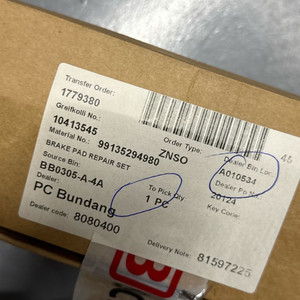 Transfer Order:
1779380
Greifkolli No.:
10413545 Order Type: ZNSO
Material No.: 99135294980
BRAKE PAD REPAIR SET
Source Bin: To Pick Qty
BB0305-A-4A 1 PC
Dealer:
PC Bundang
Dealer code: 8080400
Dealer Bin Loc:
A010534
Dealer Po No:
20124
Key Code:
Delivery Note: 81597225